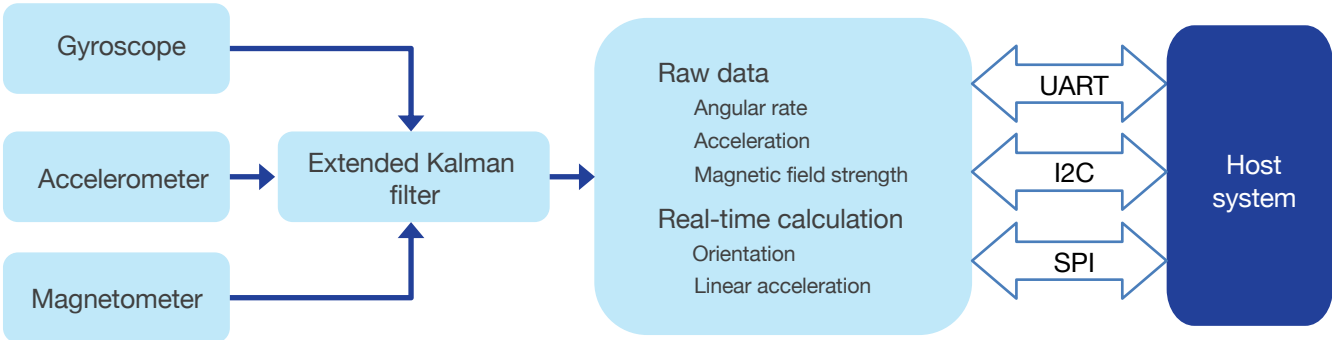 Gyroscope
Accelerometer
Magnetometer
Extended Kalman
filter
Raw data
Angular rate
Acceleration
Magnetic field strength
Real-time calculation
Orientation
Linear acceleration
UART
I2C
SPI
Host
system